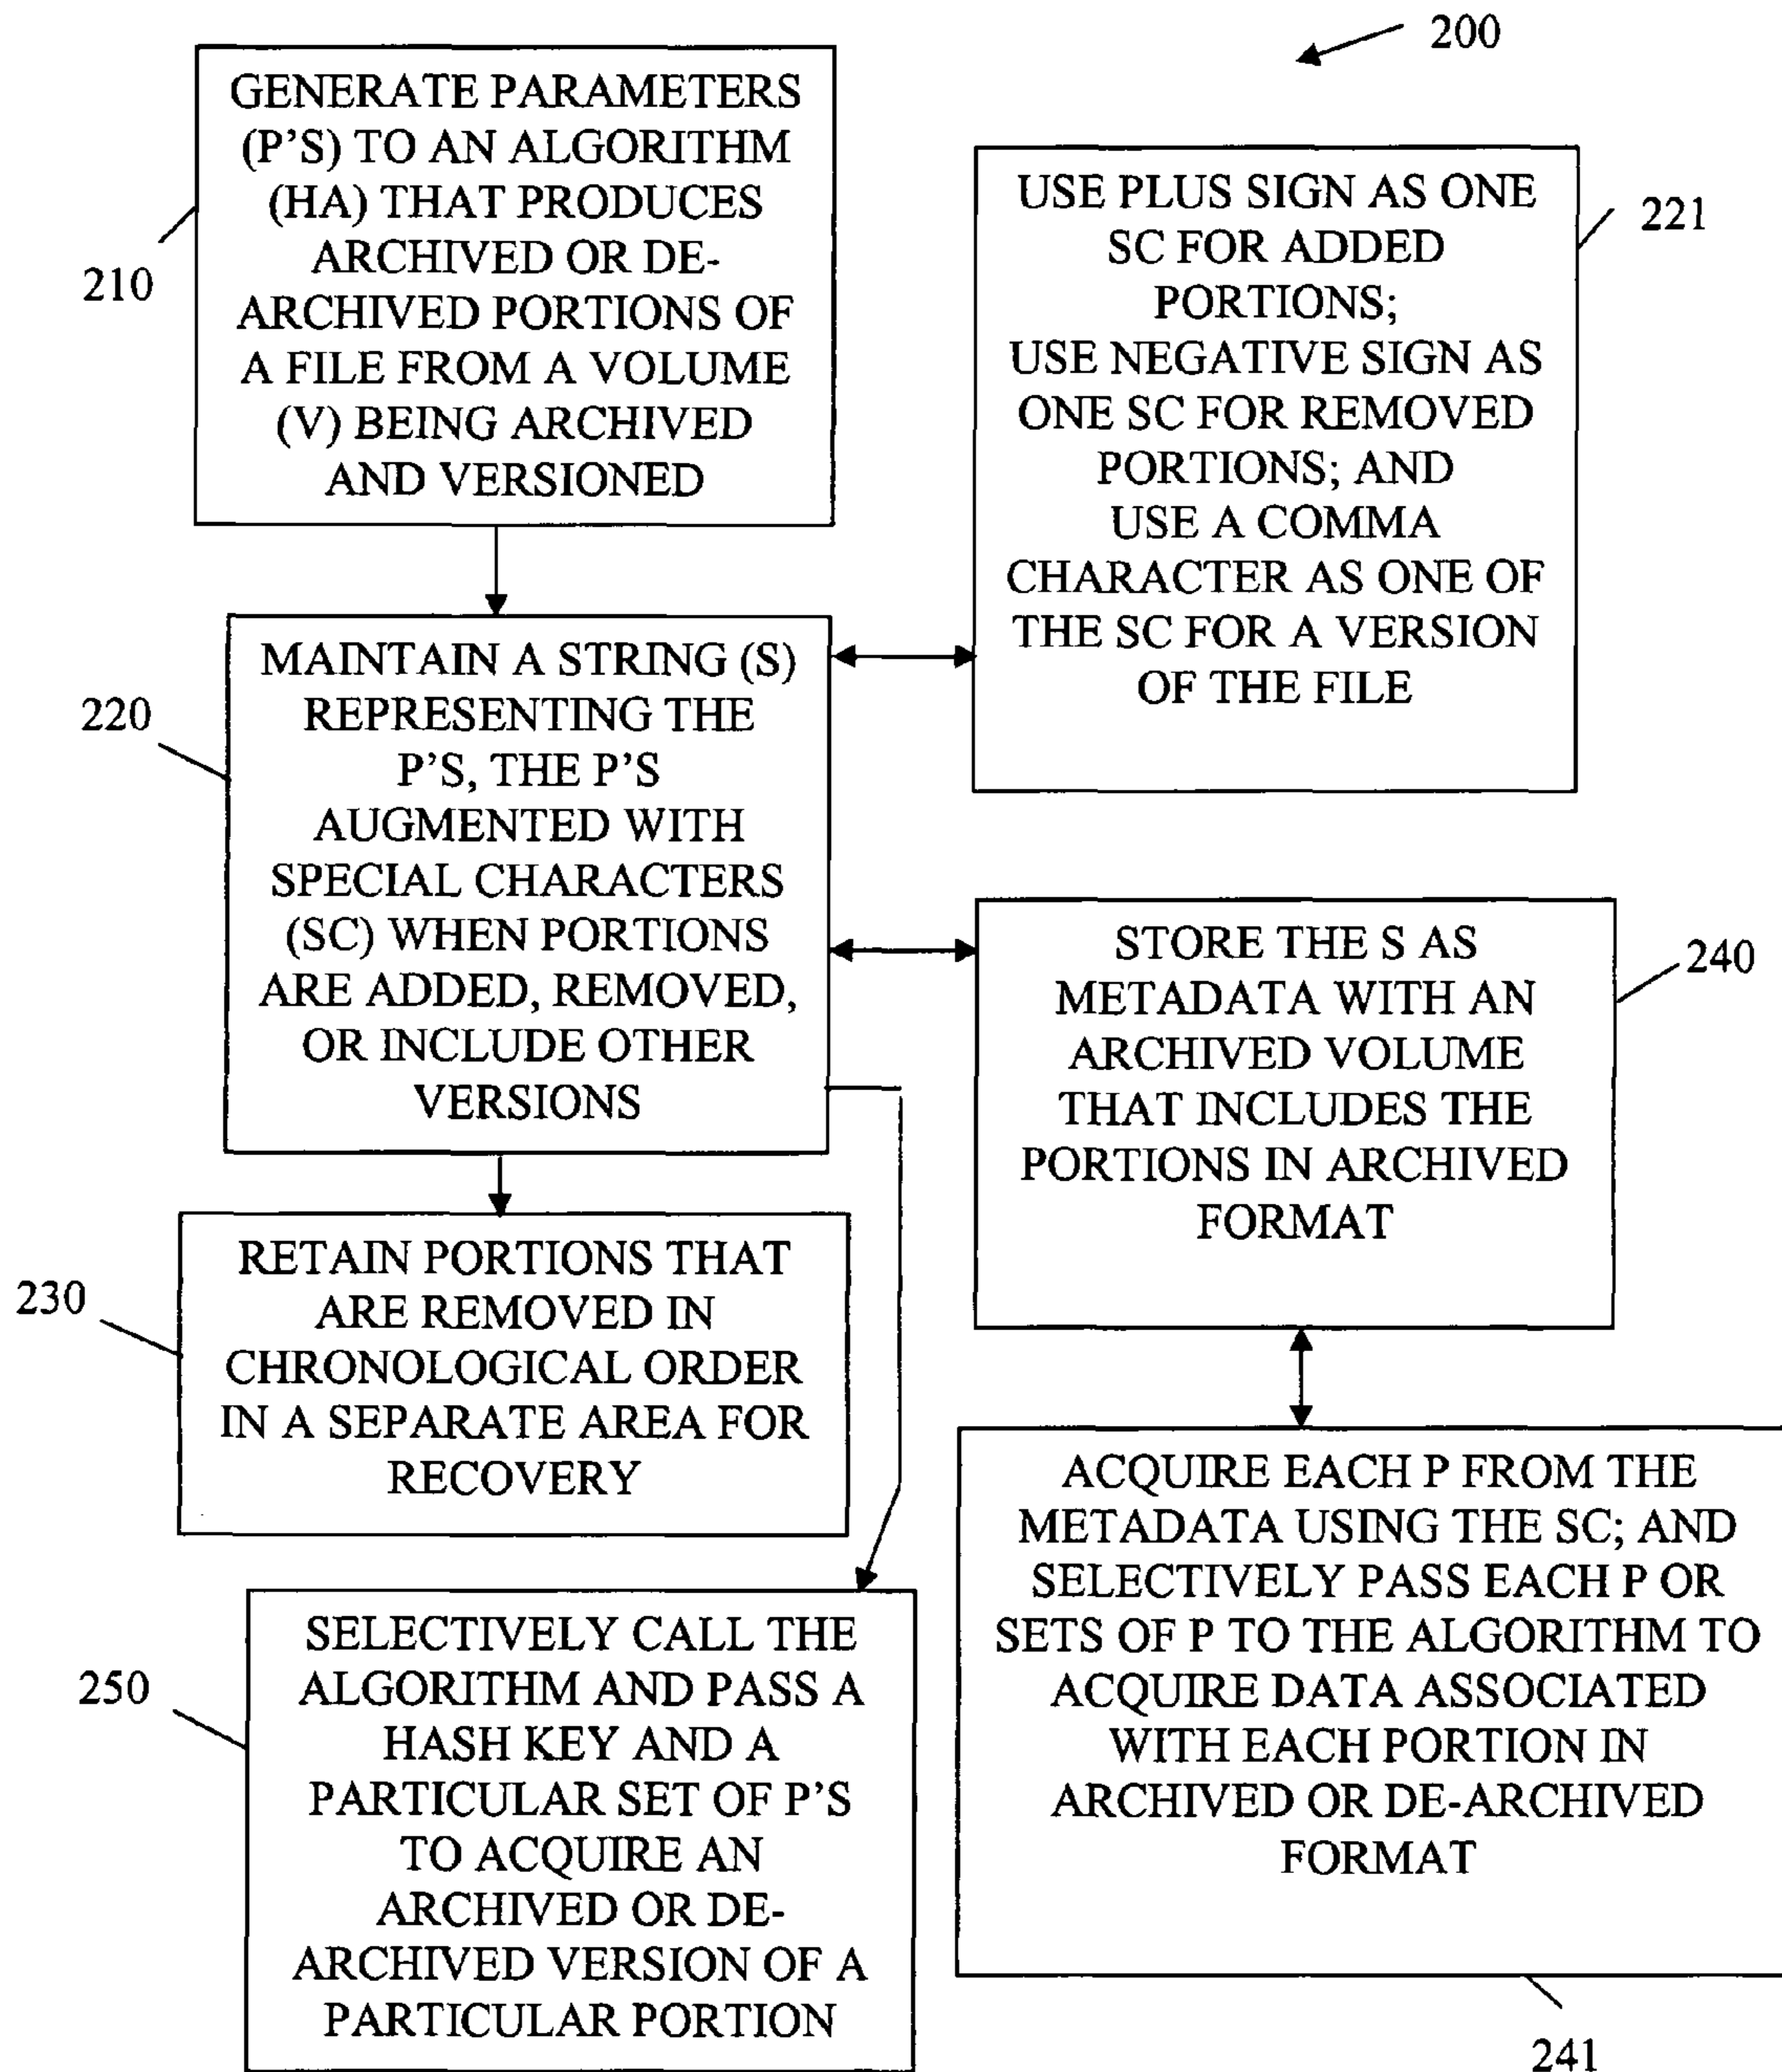 200
210
GENERATE PARAMETERS
(P'S) TO AN ALGORITHM
(HA) THAT PRODUCES
ARCHIVED OR DE-
ARCHIVED PORTIONS OF
A FILE FROM A VOLUME
(V) BEING ARCHIVED
AND VERSIONED
221
USE PLUS SIGN AS ONE
SC FOR ADDED
PORTIONS;
USE NEGATIVE SIGN AS
ONE SC FOR REMOVED
PORTIONS; AND
USE A COMMA
CHARACTER AS ONE OF
THE SC FOR A VERSION
OF THE FILE
220
MAINTAIN A STRING (S)
REPRESENTING THE
P'S, THE P'S
AUGMENTED WITH
SPECIAL CHARACTERS
(SC) WHEN PORTIONS
ARE ADDED, REMOVED,
OR INCLUDE OTHER
VERSIONS
240
STORE THE S AS
METADATA WITH AN
ARCHIVED VOLUME
THAT INCLUDES THE
PORTIONS IN ARCHIVED
FORMAT
230
RETAIN PORTIONS THAT
ARE REMOVED IN
CHRONOLOGICAL ORDER
IN A SEPARATE AREA FOR
RECOVERY
ACQUIRE EACH P FROM THE
METADATA USING THE SC; AND
SELECTIVELY PASS EACH P OR
SETS OF P TO THE ALGORITHM TO
ACQUIRE DATA ASSOCIATED
WITH EACH PORTION IN
ARCHIVED OR DE-ARCHIVED
FORMAT
241
250
SELECTIVELY CALL THE
ALGORITHM AND PASS A
HASH KEY AND A
PARTICULAR SET OF P'S
TO ACQUIRE AN
ARCHIVED OR DE-
ARCHIVED VERSION OF A
PARTICULAR PORTION